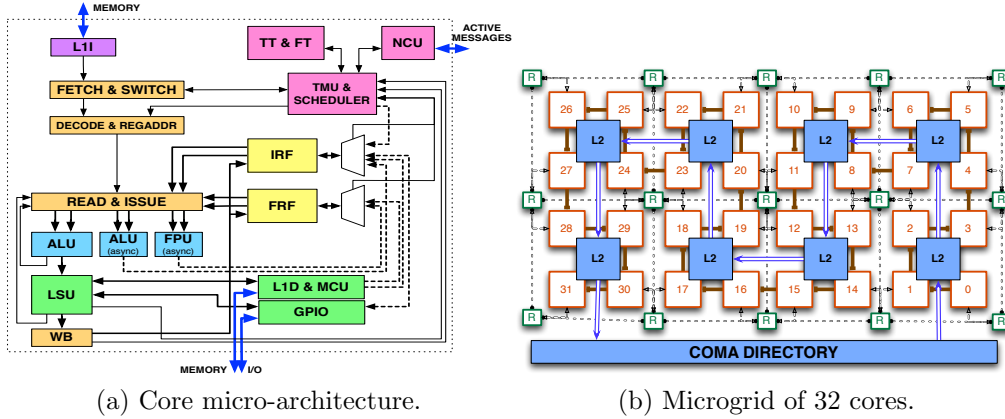 MEMORY
L1I
TT & FT
NCU
ACTIVE
MESSAGES
FETCH & SWITCH
TMU &
SCHEDULER
DECODE & REGADDR
IRF
READ & ISSUE
FRF
ALU
ALU
(async)
FPU
(async)
LSU
L1D & MCU
GPIO
WB
MEMORY
I/O
(a) Core micro-architecture.
R R R R R
26 25 22 21 10 9 6 5
L2 L2 L2 L2
27 24 23 20 11 8 7 4
R R R R R
28 29 18 19 12 13 2 3
L2 L2 L2 L2
31 30 17 16 15 14 1 0
R R R R R
COMA DIRECTORY
(b) Microgrid of 32 cores.